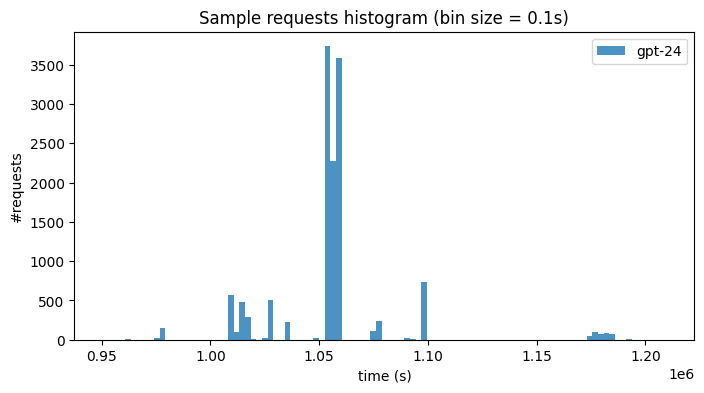 Sample requests histogram (bin size = 0.1s)
gpt-24
#requests
3500
3000
2500
2000
1500
1000
500
0
0.95 1.00 1.05 1.10 1.15 1.20
1e6
time (s)